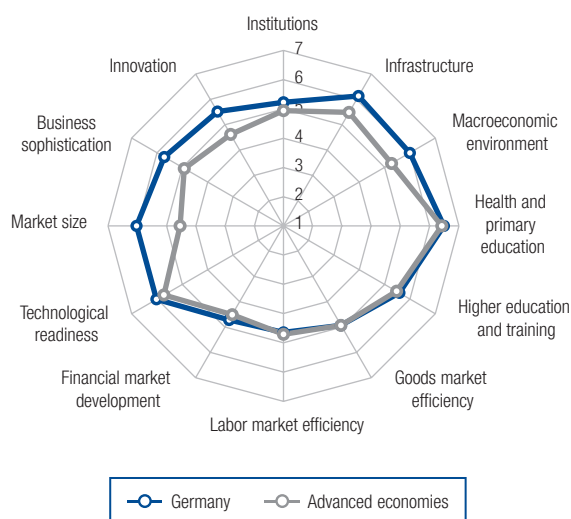 Institutions
7
6
5
4
3
2
1
Infrastructure
Macroeconomic
environment
Health and
primary
education
Higher education
and training
Goods market
efficiency
Labor market efficiency
Financial market
development
Technological
readiness
Market size
Business
sophistication
Innovation
Germany
Advanced economies